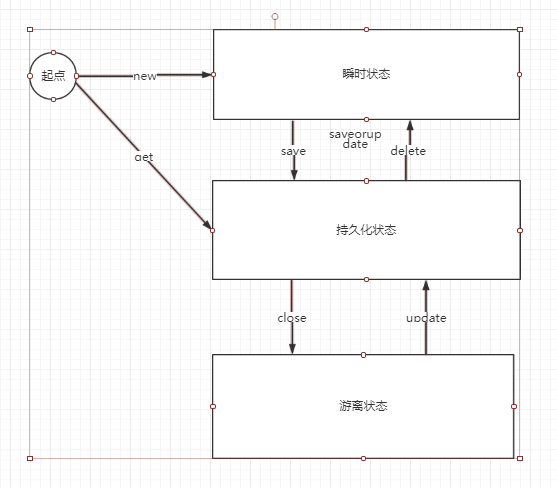 起点
new
瞬时状态
get
save
saveorup
date
delete
持久化状态
close
update
游离状态